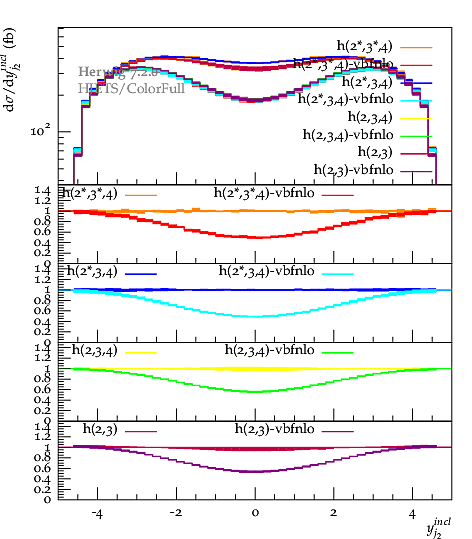 dσ/dy_{j_2}^{incl} (fb)
h(2*,3*,4)
Herwig 7.2.0
h(2*,3*,4)-vbfnlo
h(2*,3,4)
HJETS/ColorFull
h(2*,3,4)-vbfnlo
h(2,3,4)
10^2
h(2,3,4)-vbfnlo
h(2,3)
h(2,3)-vbfnlo
1.4
h(2*,3*,4) h(2*,3*,4)-vbfnlo
1.2
1
0.8
0.6
0.4
0.2
0
1.4
h(2*,3,4) h(2*,3,4)-vbfnlo
1.2
1
0.8
0.6
0.4
0.2
0
1.4
h(2,3,4) h(2,3,4)-vbfnlo
1.2
1
0.8
0.6
0.4
0.2
0
1.4
h(2,3) h(2,3)-vbfnlo
1.2
1
0.8
0.6
0.4
0.2
0
-4 -2 0 2 4
y_{j_2}^{incl}